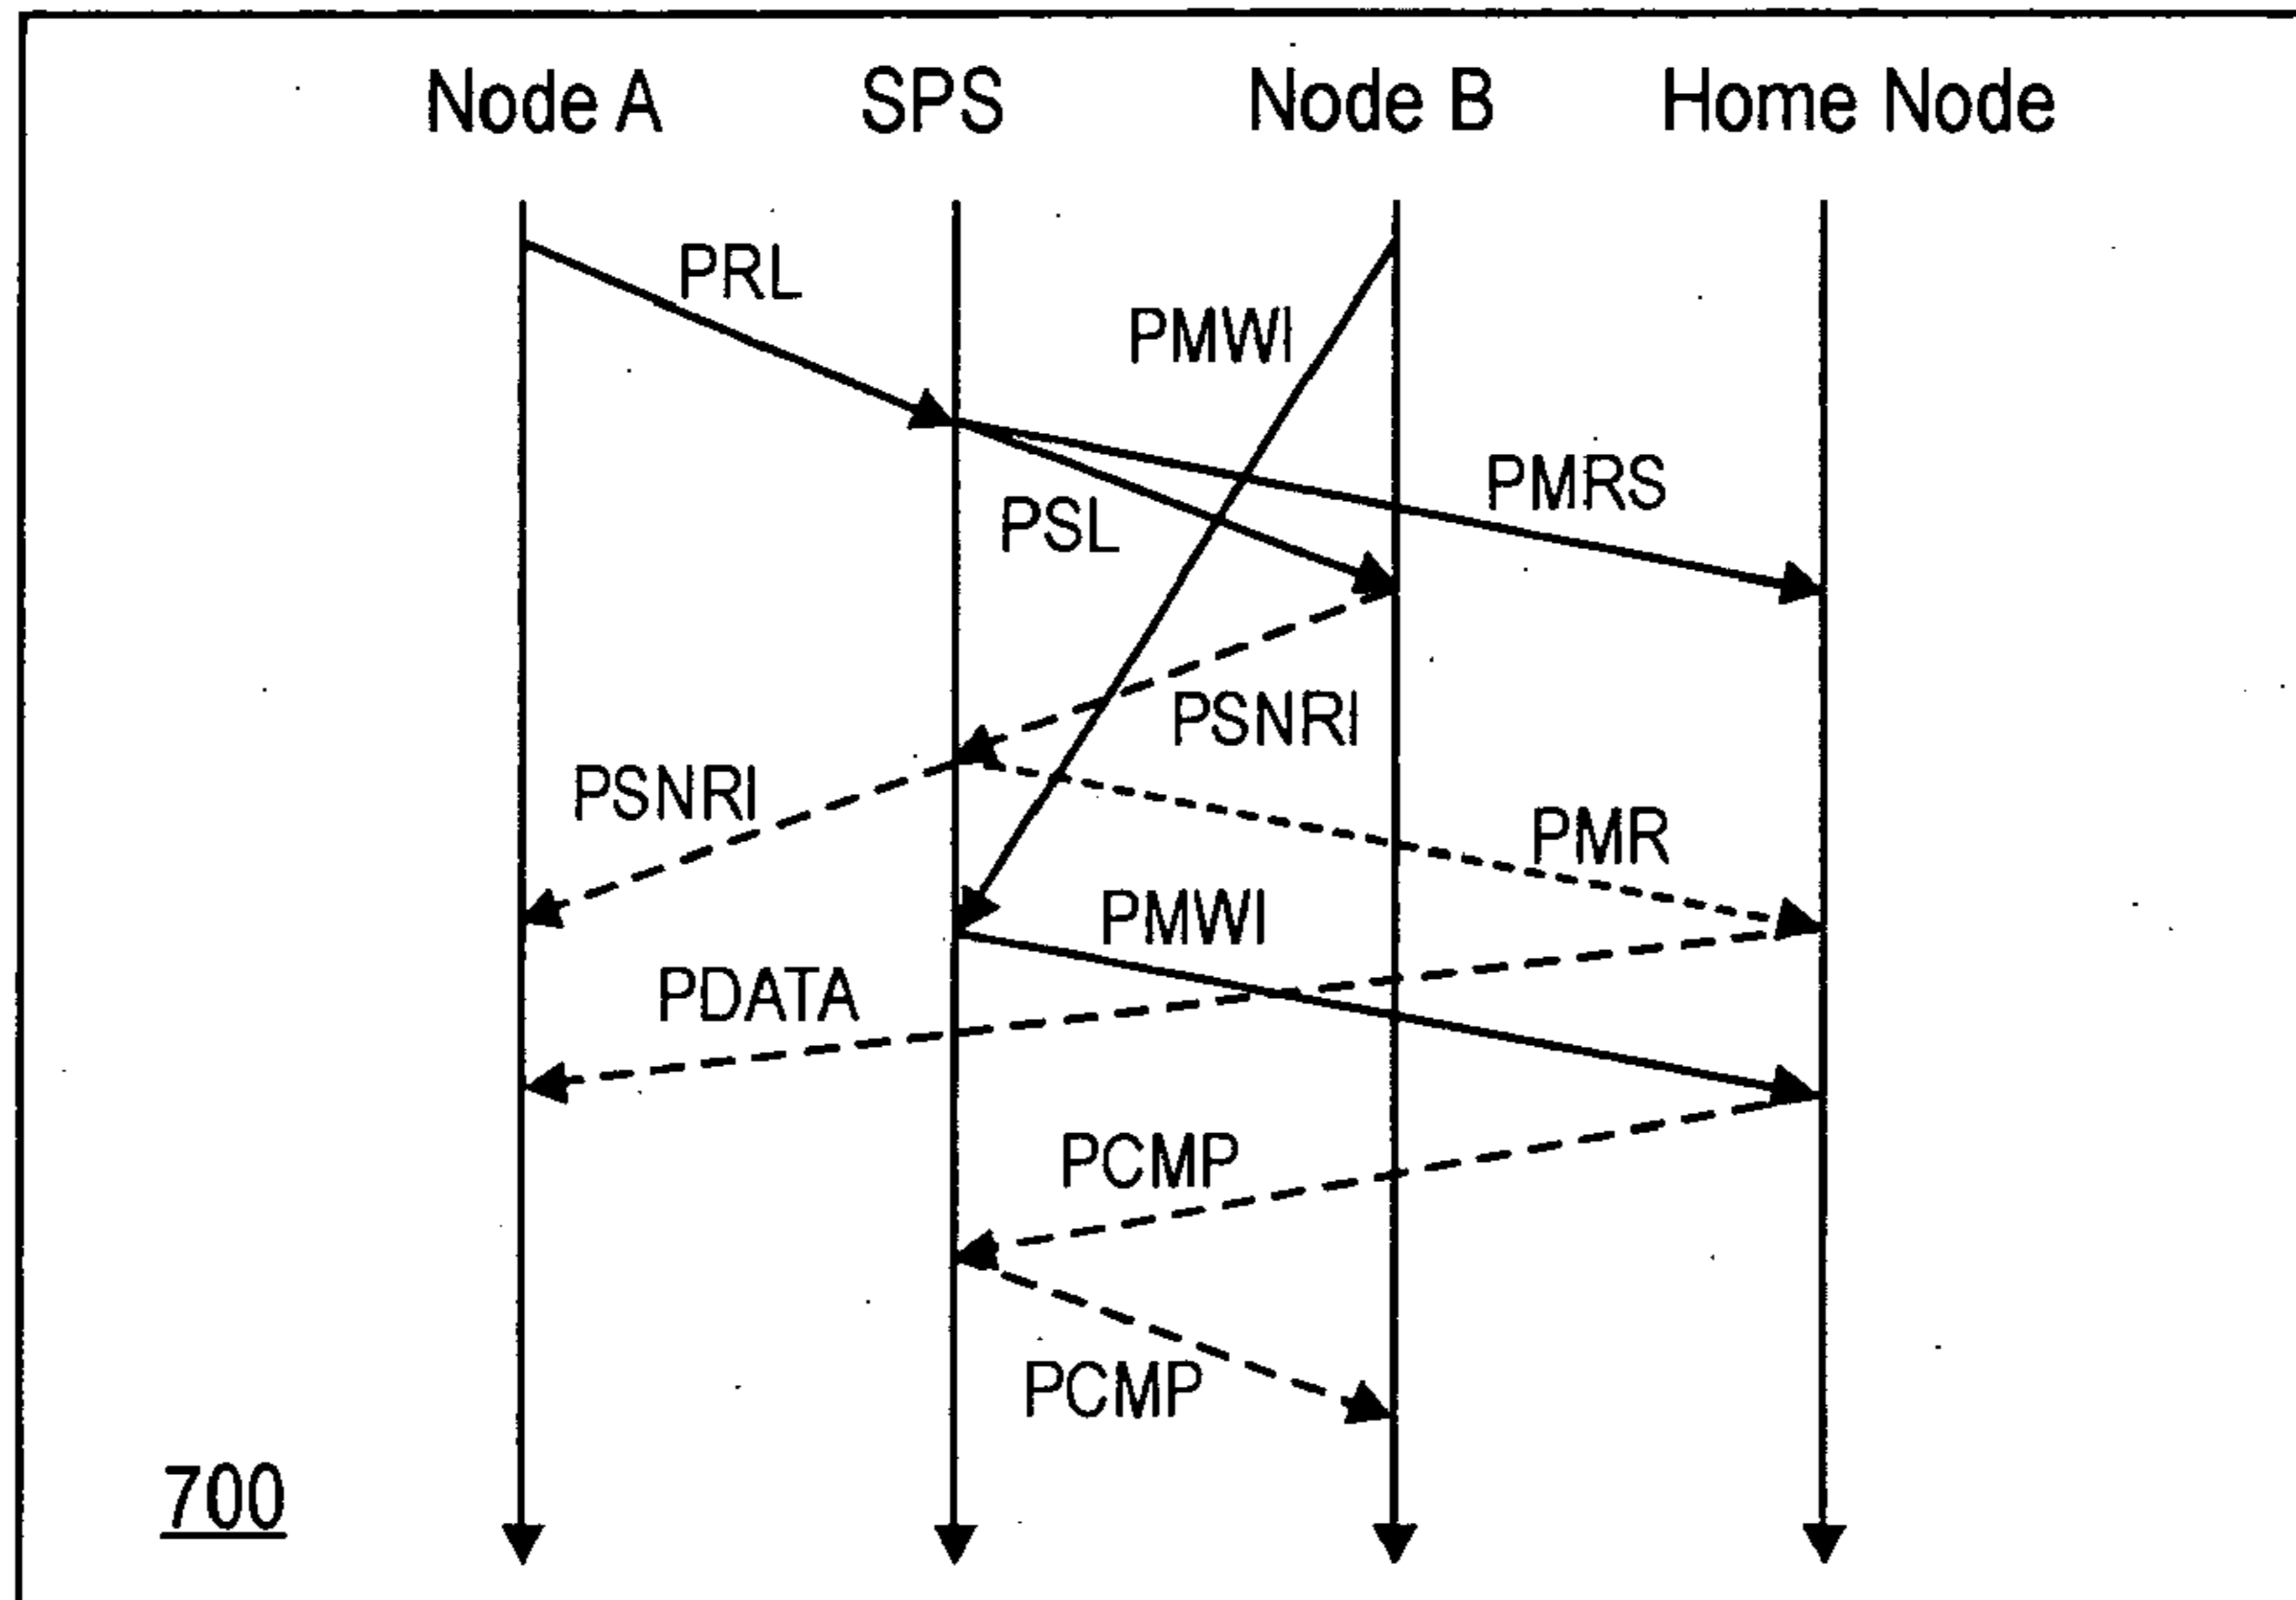 Node A SPS Node B Home Node
PRL
PMWI
PMRS
PSL
PSNRI
PSNRI
PMR
PMWI
PDATA
PCMP
PCMP
700